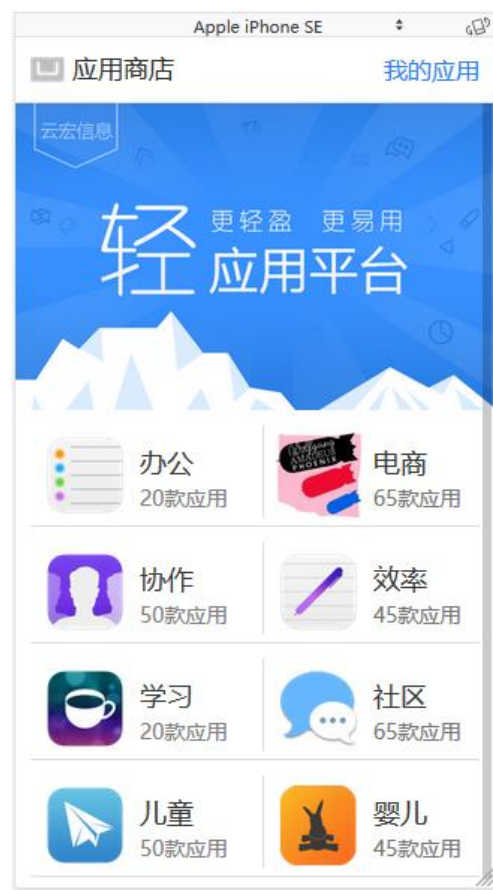 Apple iPhone SE
应用商店
我的应用
云宏信息
轻
更轻盈 更易用
应用平台
办公
20款应用
Wolfgang
AMADEUS
PHOENIX
电商
65款应用
协作
50款应用
效率
45款应用
学习
20款应用
社区
65款应用
儿童
50款应用
婴儿
45款应用